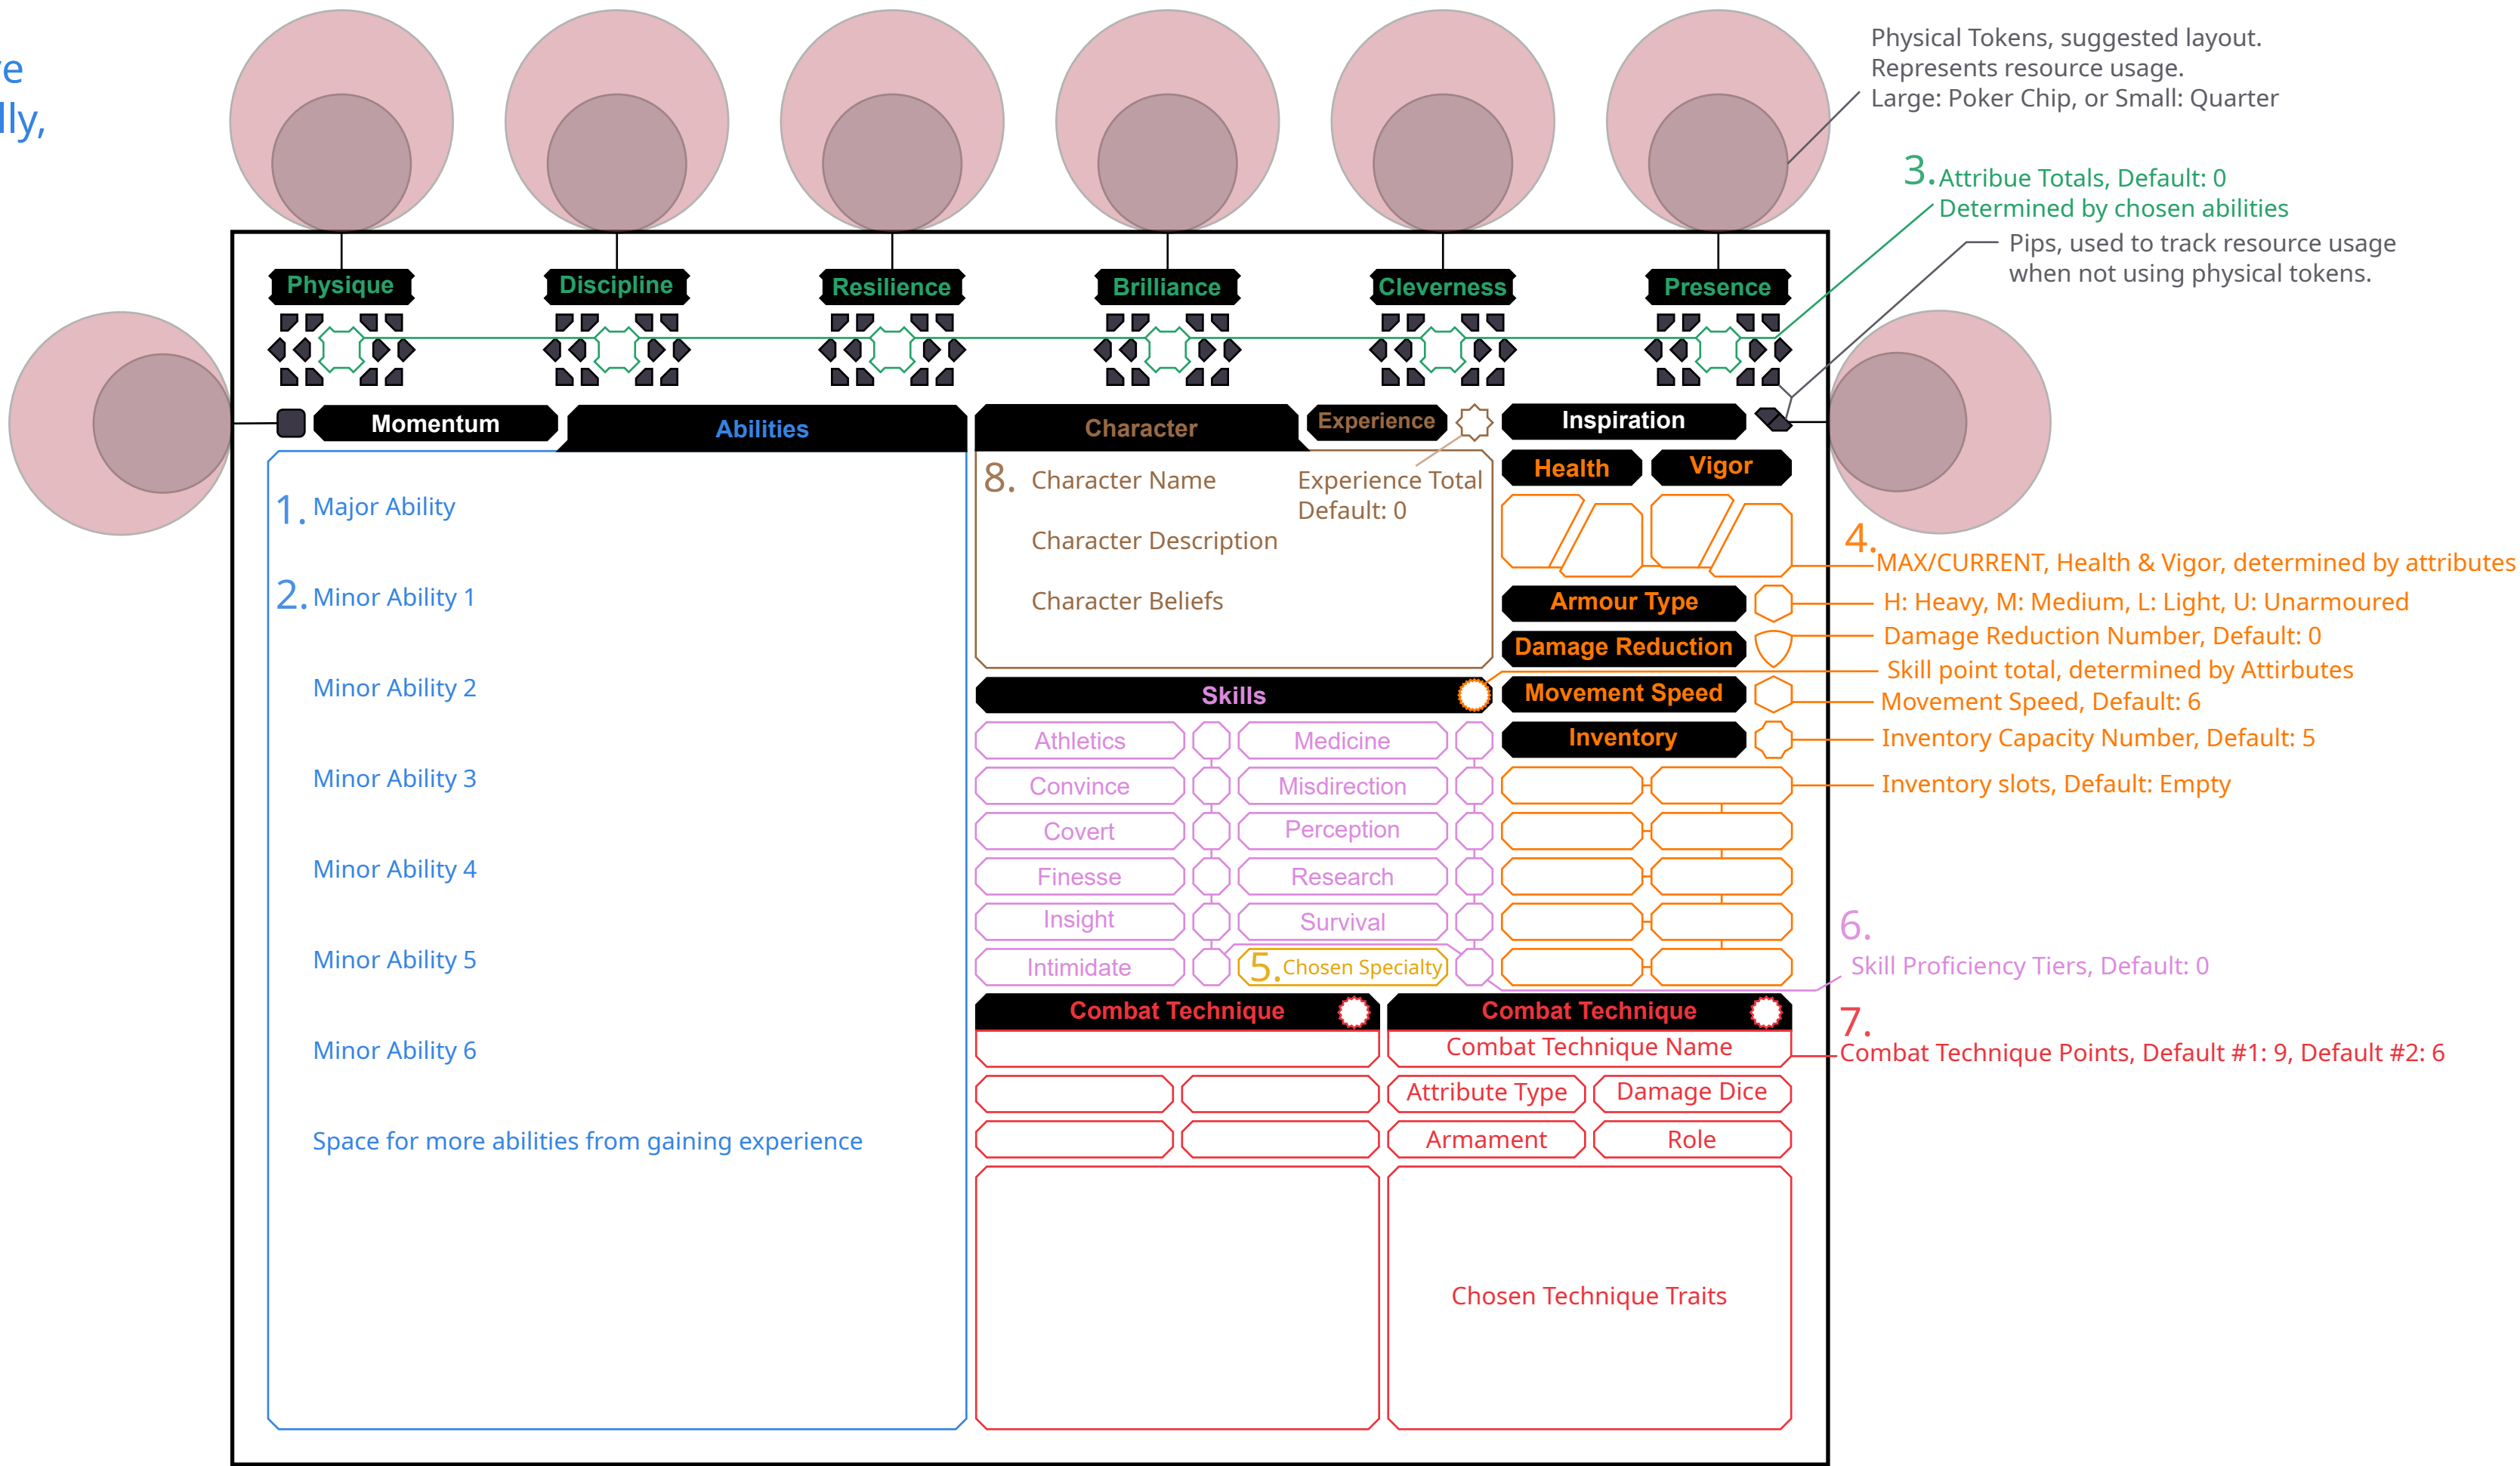 Physical Tokens, suggested layout.
Represents resource usage.
Large: Poker Chip, or Small: Quarter
3. Attribue Totals, Default: 0
Determined by chosen abilities
Pips, used to track resource usage
when not using physical tokens.
Physique Discipline Resilience Brilliance Cleverness Presence
Momentum Abilities Character Experience Inspiration
1. Major Ability
2. Minor Ability 1
Minor Ability 2
Minor Ability 3
Minor Ability 4
Minor Ability 5
Minor Ability 6
Space for more abilities from gaining experience
8. Character Name
Character Description
Character Beliefs
Experience Total
Default: 0
Health Vigor
4. MAX/CURRENT, Health & Vigor, determined by attributes
Armour Type
H: Heavy, M: Medium, L: Light, U: Unarmoured
Damage Reduction
Damage Reduction Number, Default: 0
Skill point total, determined by Attirbutes
Movement Speed
Movement Speed, Default: 6
Inventory
Inventory Capacity Number, Default: 5
Inventory slots, Default: Empty
Skills
Athletics Medicine
Convince Misdirection
Covert Perception
Finesse Research
Insight Survival
Intimidate 5. Chosen Specialty
6.
Skill Proficiency Tiers, Default: 0
Combat Technique Combat Technique
7.
Combat Technique Points, Default #1: 9, Default #2: 6
Combat Technique Name
Attribute Type Damage Dice
Armament Role
Chosen Technique Traits